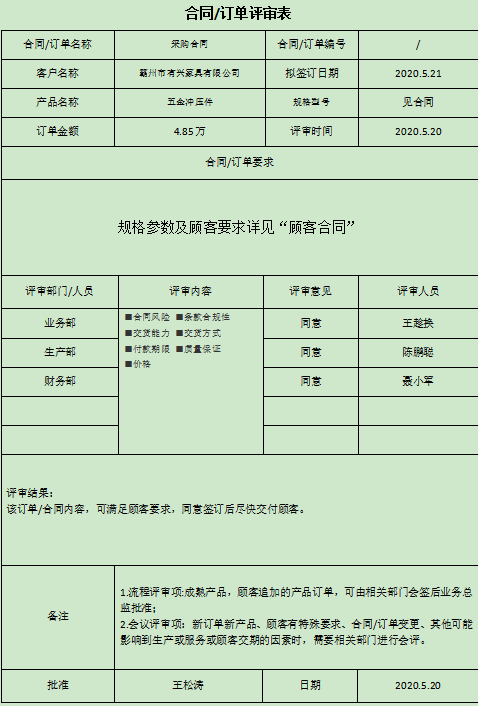 合同/订单评审表
合同/订单名称 采购合同 合同/订单编号 /
客户名称 霸州市有兴家具有限公司 拟签订日期 2020.5.21
产品名称 五金冲压件 规格型号 见合同
订单金额 4.85万 评审时间 2020.5.20
合同/订单要求
规格参数及顾客要求详见“顾客合同”
评审部门/人员 评审内容 评审意见 评审人员
业务部 ■合同风险 ■条款合规性 同意 王趁换
■交货能力 ■交货方式
生产部 ■付款期限 ■质量保证 同意 陈鹏聪
■价格
财务部 同意 聂小军
评审结果：
该订单/合同内容，可满足顾客要求，同意签订后尽快交付顾客。
备注
1.流程评审项:成熟产品，顾客追加的产品订单，可由相关部门会签后业务总
监批准；
2.会议评审项：新订单新产品、顾客有特殊要求、合同/订单变更、其他可能
影响到生产或服务或顾客交期的因素时，需要相关部门进行会评。
批准 王松涛 日期 2020.5.20